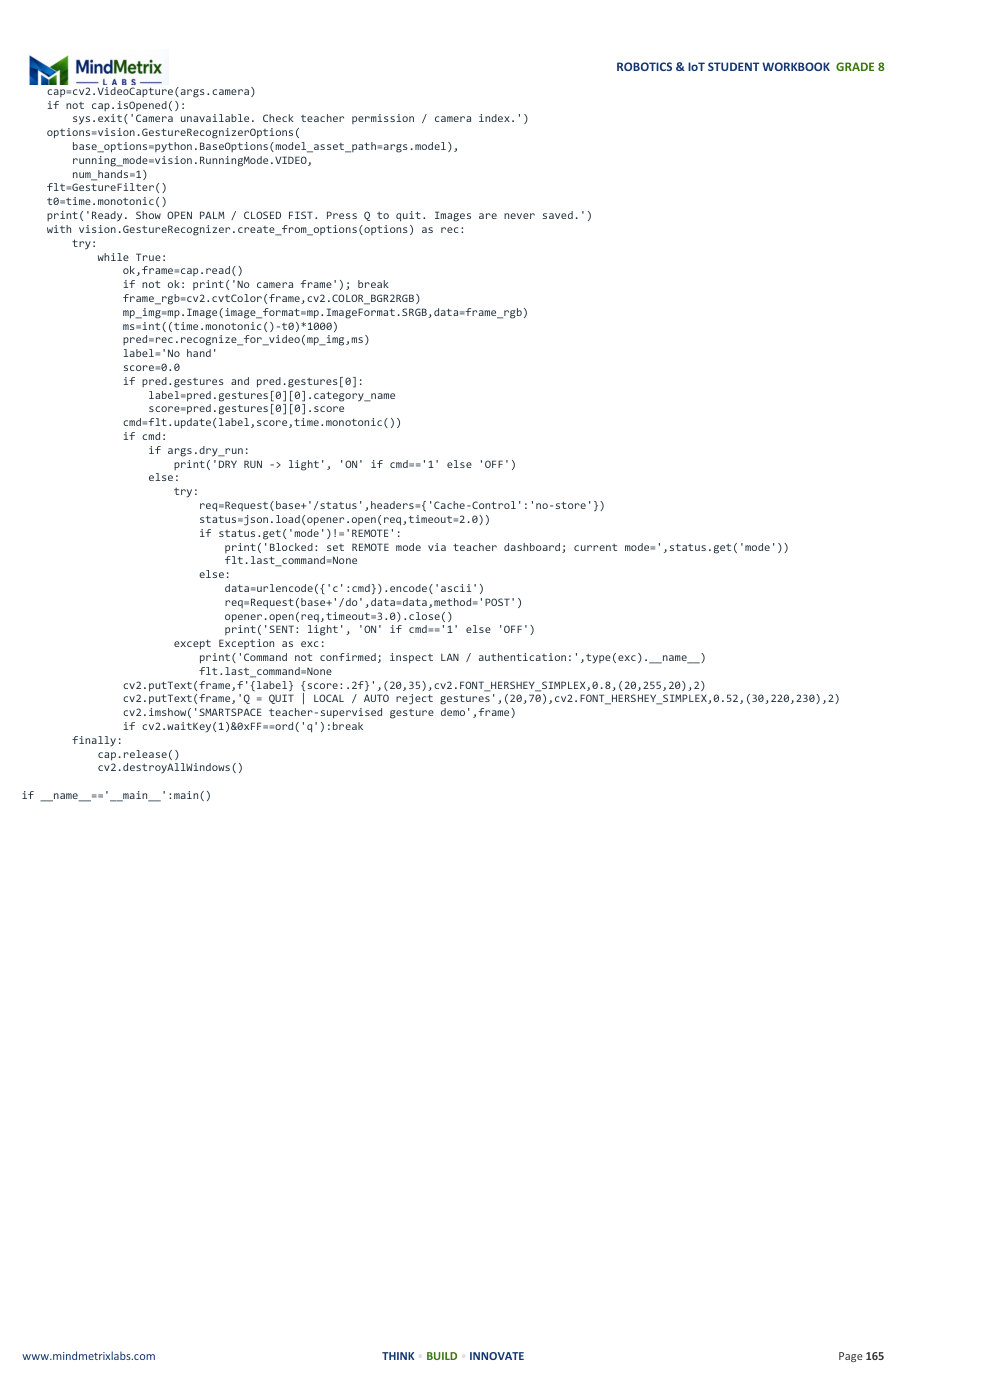 MindMetrix
LABS
ROBOTICS & IoT STUDENT WORKBOOK GRADE 8
    cap=cv2.VideoCapture(args.camera)
    if not cap.isOpened():
        sys.exit('Camera unavailable. Check teacher permission / camera index.')
    options=vision.GestureRecognizerOptions(
        base_options=python.BaseOptions(model_asset_path=args.model),
        running_mode=vision.RunningMode.VIDEO,
        num_hands=1)
    flt=GestureFilter()
    t0=time.monotonic()
    print('Ready. Show OPEN PALM / CLOSED FIST. Press Q to quit. Images are never saved.')
    with vision.GestureRecognizer.create_from_options(options) as rec:
        try:
            while True:
                ok,frame=cap.read()
                if not ok: print('No camera frame'); break
                frame_rgb=cv2.cvtColor(frame,cv2.COLOR_BGR2RGB)
                mp_img=mp.Image(image_format=mp.ImageFormat.SRGB,data=frame_rgb)
                ms=int((time.monotonic()-t0)*1000)
                pred=rec.recognize_for_video(mp_img,ms)
                label='No hand'
                score=0.0
                if pred.gestures and pred.gestures[0]:
                    label=pred.gestures[0][0].category_name
                    score=pred.gestures[0][0].score
                cmd=flt.update(label,score,time.monotonic())
                if cmd:
                    if args.dry_run:
                        print('DRY RUN -> light', 'ON' if cmd=='1' else 'OFF')
                    else:
                        try:
                            req=Request(base+'/status',headers={'Cache-Control':'no-store'})
                            status=json.load(opener.open(req,timeout=2.0))
                            if status.get('mode')!='REMOTE':
                                print('Blocked: set REMOTE mode via teacher dashboard; current mode=',status.get('mode'))
                                flt.last_command=None
                            else:
                                data=urlencode({'c':cmd}).encode('ascii')
                                req=Request(base+'/do',data=data,method='POST')
                                opener.open(req,timeout=3.0).close()
                                print('SENT: light', 'ON' if cmd=='1' else 'OFF')
                        except Exception as exc:
                            print('Command not confirmed; inspect LAN / authentication:',type(exc).__name__)
                            flt.last_command=None
                cv2.putText(frame,f'{label} {score:.2f}',(20,35),cv2.FONT_HERSHEY_SIMPLEX,0.8,(20,255,20),2)
                cv2.putText(frame,'Q = QUIT | LOCAL / AUTO reject gestures',(20,70),cv2.FONT_HERSHEY_SIMPLEX,0.52,(30,220,230),2)
                cv2.imshow('SMARTSPACE teacher-supervised gesture demo',frame)
                if cv2.waitKey(1)&0xFF==ord('q'):break
        finally:
            cap.release()
            cv2.destroyAllWindows()
if __name__=='__main__':main()
www.mindmetrixlabs.com
THINK • BUILD • INNOVATE
Page 165